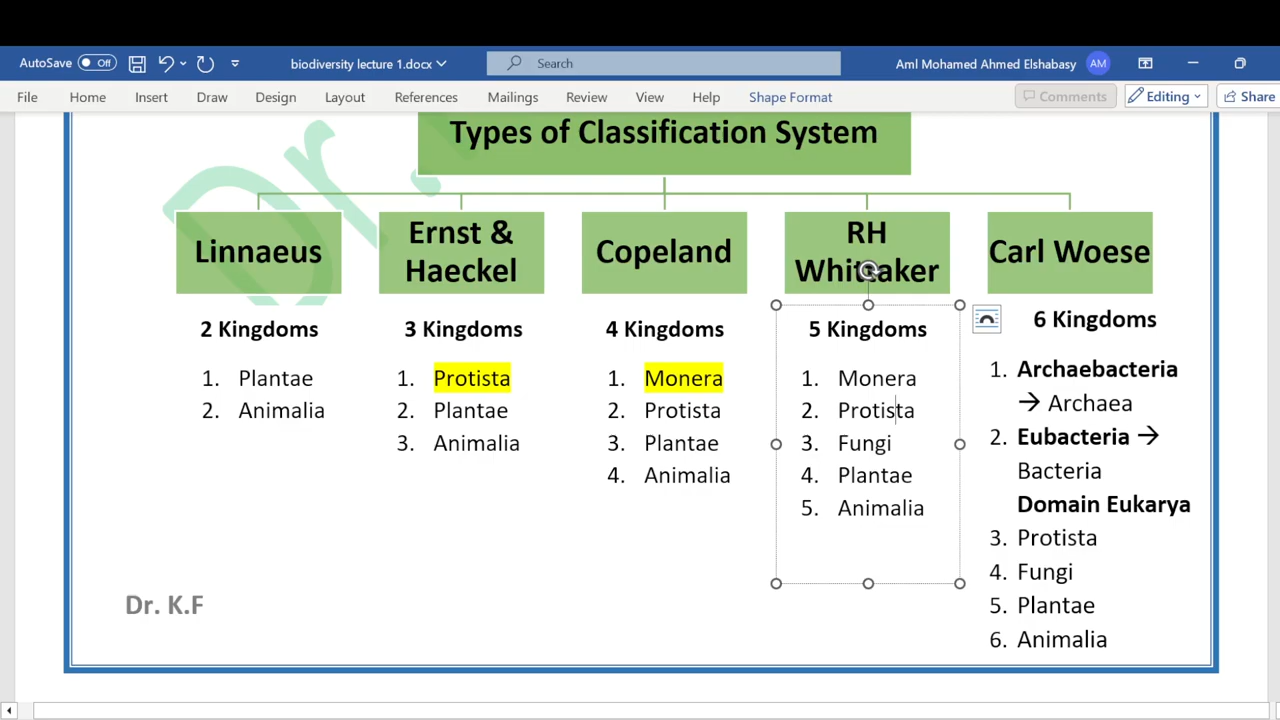 AutoSave Off biodiversity lecture 1.docx Search Aml Mohamed Ahmed Elshabasy AM
File Home Insert Draw Design Layout References Mailings Review View Help Shape Format Comments Editing Share
Types of Classification System
Linnaeus
2 Kingdoms
1. Plantae
2. Animalia
Ernst &
Haeckel
3 Kingdoms
1. Protista
2. Plantae
3. Animalia
Copeland
4 Kingdoms
1. Monera
2. Protista
3. Plantae
4. Animalia
RH
Whittaker
5 Kingdoms
1. Monera
2. Protista
3. Fungi
4. Plantae
5. Animalia
Carl Woese
6 Kingdoms
1. Archaebacteria
→ Archaea
2. Eubacteria →
Bacteria
Domain Eukarya
3. Protista
4. Fungi
5. Plantae
6. Animalia
Dr. K.F
Dr.